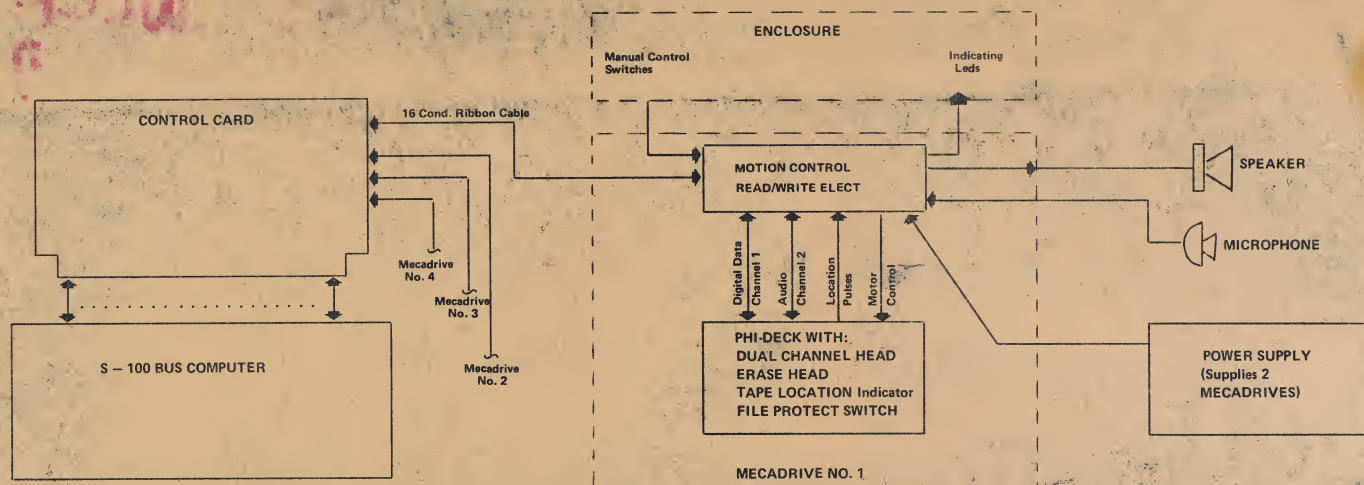 ENCLOSURE
Manual Control
Switches
Indicating
Leds
CONTROL CARD
16 Cond. Ribbon Cable
MOTION CONTROL
READ/WRITE ELECT
SPEAKER
MICROPHONE
Mecadrive
No. 4
Mecadrive
No. 3
Mecadrive
No. 2
Digital Data
Channel 1
Audio
Channel 2
Location
Pulses
Motor
Control
S – 100 BUS COMPUTER
PHI-DECK WITH:
DUAL CHANNEL HEAD
ERASE HEAD
TAPE LOCATION Indicator
FILE PROTECT SWITCH
POWER SUPPLY
(Supplies 2
MECADRIVES)
MECADRIVE NO. 1